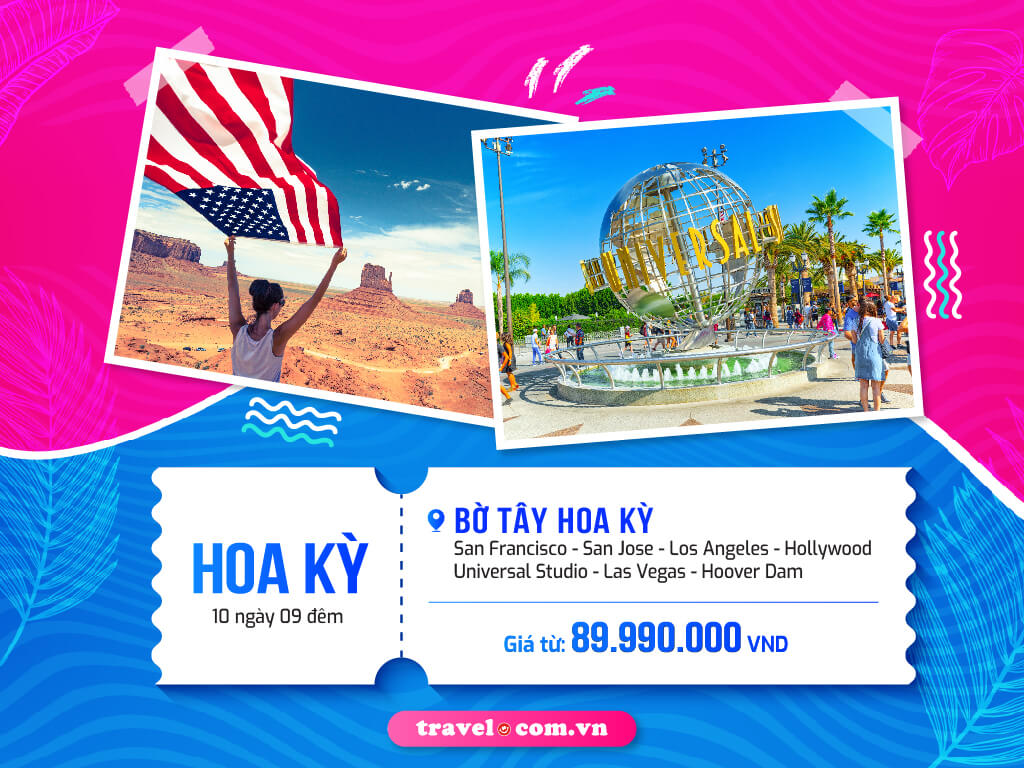 UNIVERSAL
HOA KỲ
10 ngày 09 đêm
BỜ TÂY HOA KỲ
San Francisco - San Jose - Los Angeles - Hollywood
Universal Studio - Las Vegas - Hoover Dam
Giá từ: 89.990.000 VND
travel.com.vn